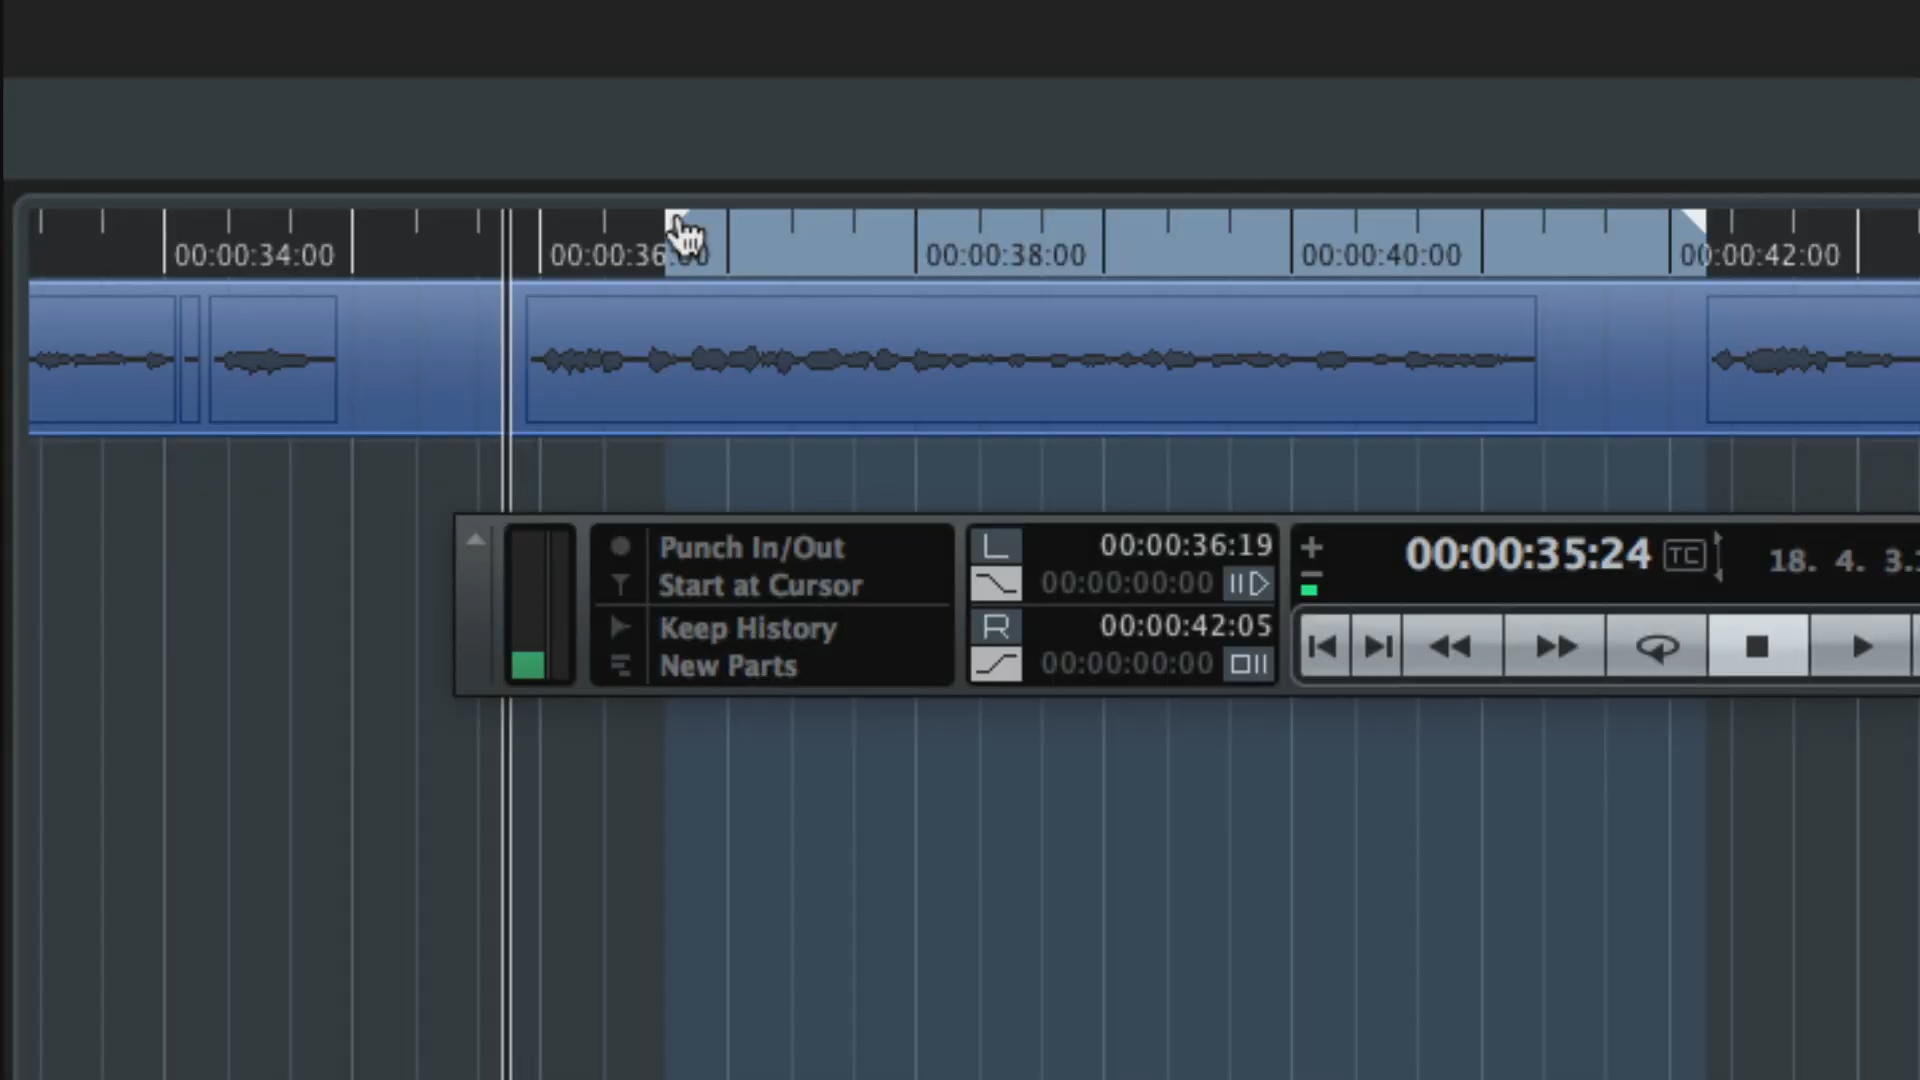 00:00:34:00 00:00:36:00 00:00:38:00 00:00:40:00 00:00:42:00
Punch In/Out
Start at Cursor
Keep History
New Parts
L 00:00:36:19
00:00:00:00
R 00:00:42:05
00:00:00:00
00:00:35:24 TC 18. 4. 3.